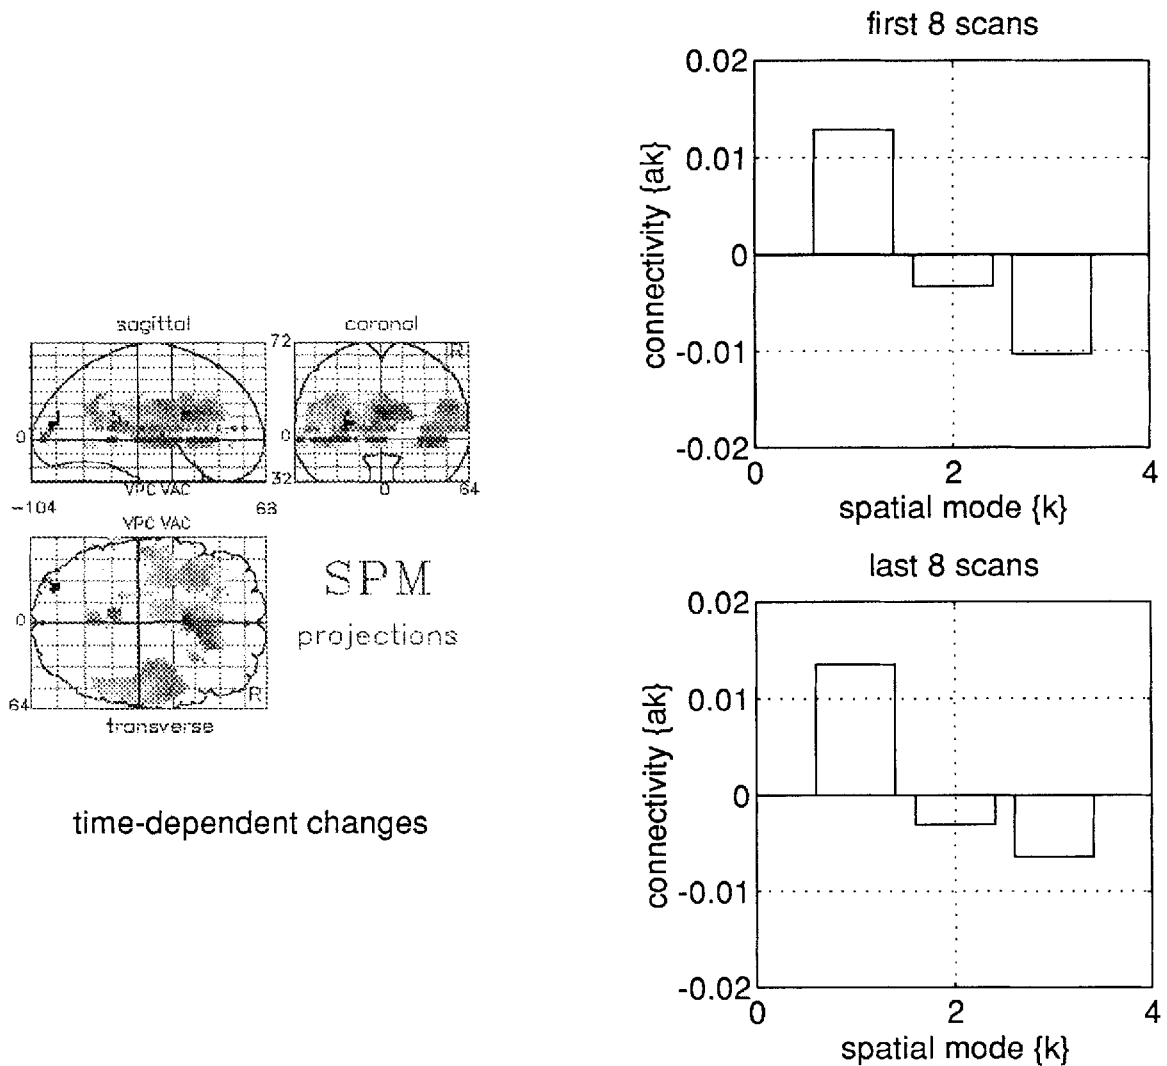 sagittal
coronal
72
R
0
0
VPC VAC
32
-104
63
0
64
VPC VAC
SPM
0
projections
R
64
transverse
time-dependent changes
first 8 scans
0.02
0.01
0
-0.01
-0.02
connectivity {ak}
0
2
4
spatial mode {k}
last 8 scans
0.02
0.01
0
-0.01
-0.02
connectivity {ak}
0
2
4
spatial mode {k}